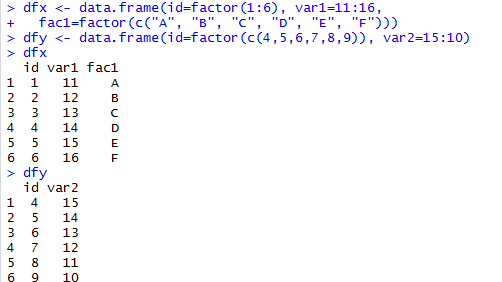 > dfx <- data.frame(id=factor(1:6), var1=11:16,
+   fac1=factor(c("A", "B", "C", "D", "E", "F")))
> dfy <- data.frame(id=factor(c(4,5,6,7,8,9)), var2=15:10)
> dfx
  id var1 fac1
1  1   11    A
2  2   12    B
3  3   13    C
4  4   14    D
5  5   15    E
6  6   16    F
> dfy
  id var2
1  4   15
2  5   14
3  6   13
4  7   12
5  8   11
6  9   10